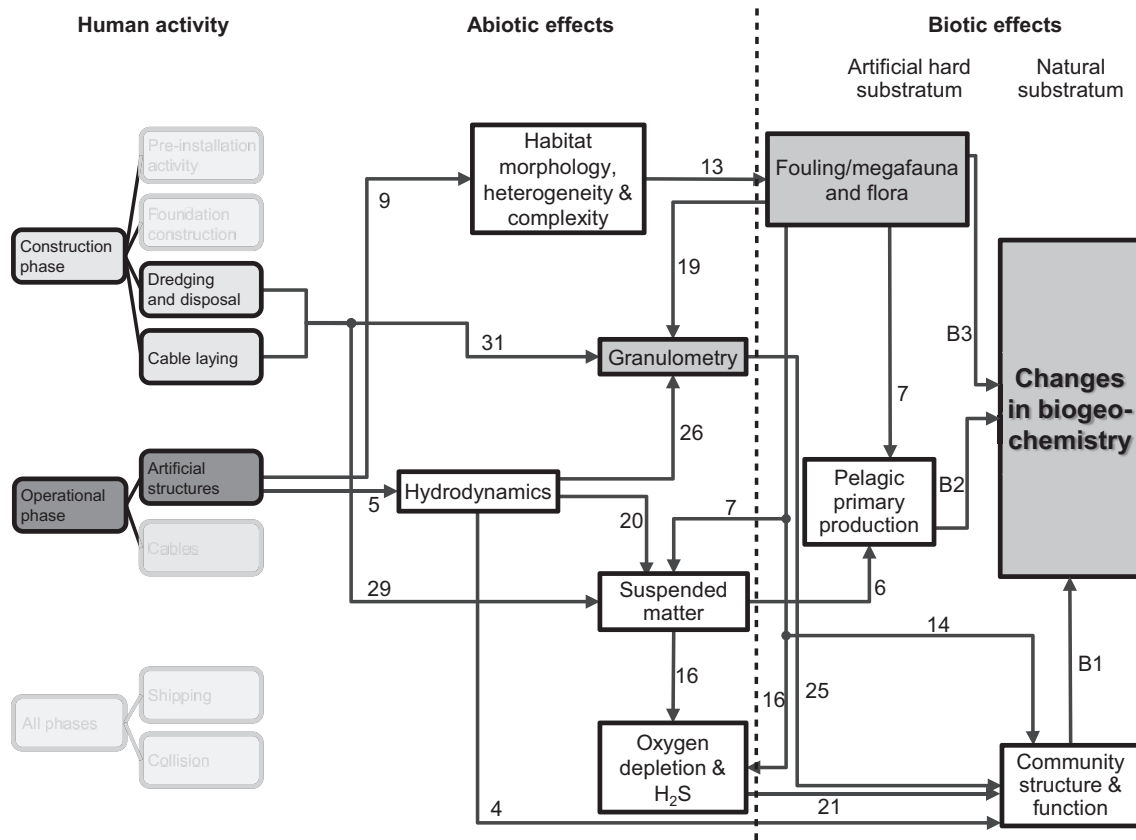 Human activity
Abiotic effects
Biotic effects
Artificial hard
substratum
Natural
substratum
Pre-installation
activity
Foundation
construction
Construction
phase
Dredging
and disposal
Cable laying
Operational
phase
Artificial
structures
Cables
All phases
Shipping
Collision
Habitat
morphology,
heterogeneity &
complexity
9
13
Fouling/megafauna
and flora
19
31
Granulometry
B3
Changes
in biogeo-
chemistry
7
26
5
Hydrodynamics
20
7
Pelagic
primary
production
B2
29
Suspended
matter
6
14
16
16
25
B1
Oxygen
depletion &
H₂S
4
21
Community
structure &
function